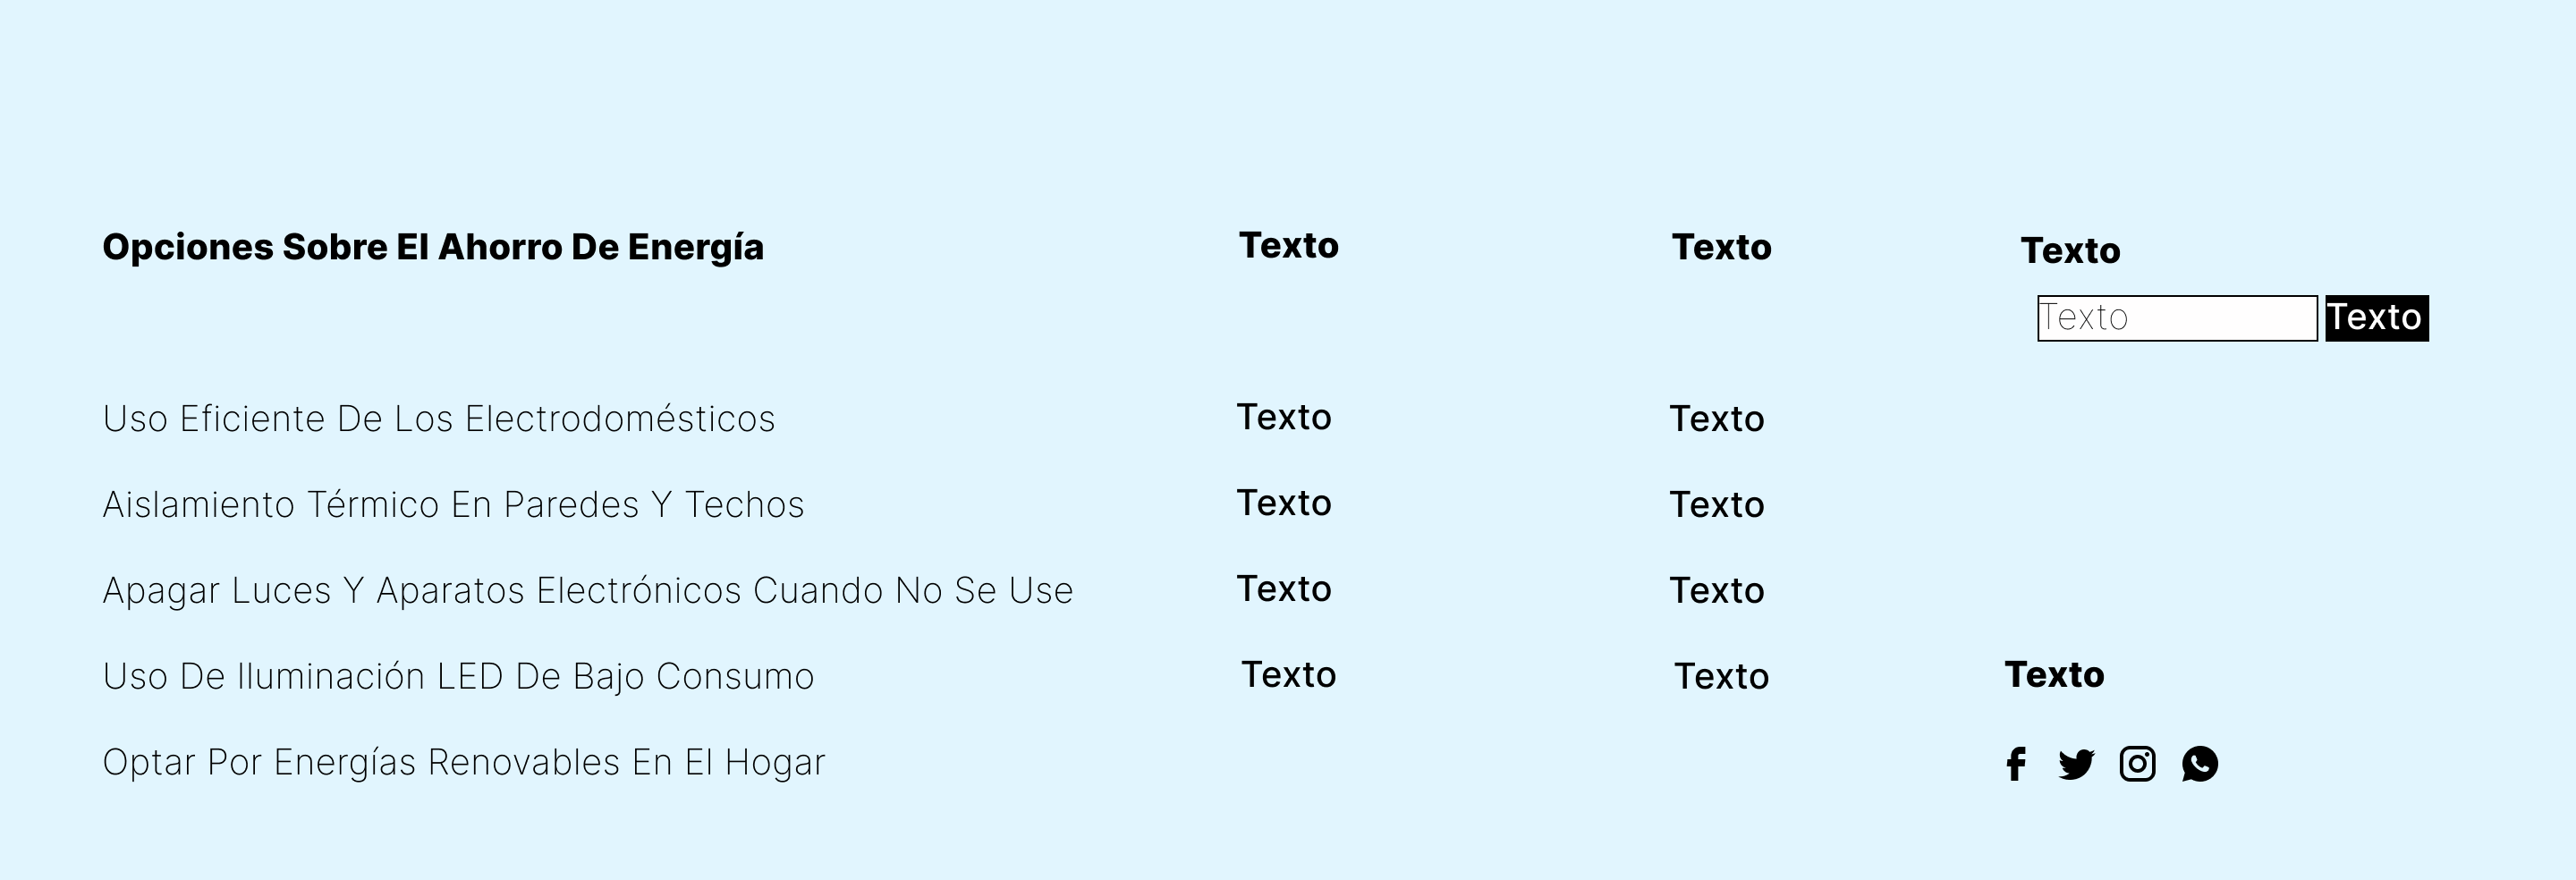 Opciones Sobre El Ahorro De Energía
Uso Eficiente De Los Electrodomésticos
Aislamiento Térmico En Paredes Y Techos
Apagar Luces Y Aparatos Electrónicos Cuando No Se Use
Uso De Iluminación LED De Bajo Consumo
Optar Por Energías Renovables En El Hogar
Texto
Texto
Texto
Texto
Texto
Texto
Texto
Texto
Texto
Texto
Texto
Texto Texto
Texto